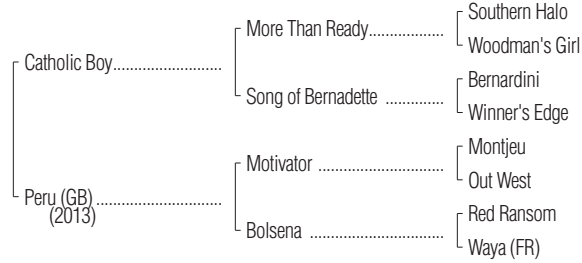 Southern Halo
More Than Ready
Woodman's Girl
Catholic Boy
Bernardini
Song of Bernadette
Winner's Edge
Montjeu
Motivator
Out West
Peru (GB)
(2013)
Red Ransom
Bolsena
Waya (FR)